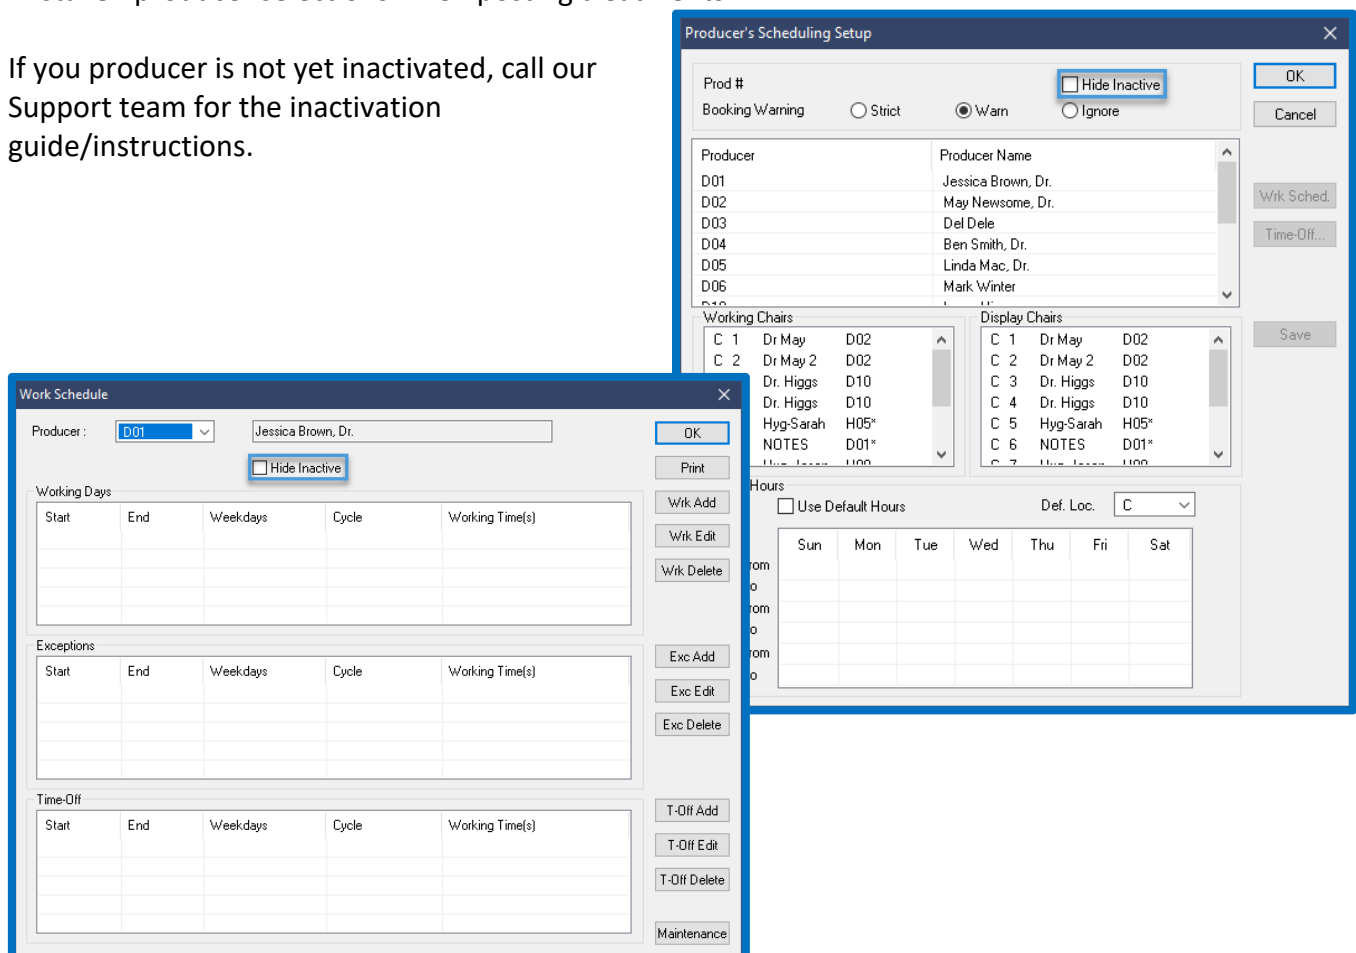 If you producer is not yet inactivated, call our
Support team for the inactivation
guide/instructions.
Producer's Scheduling Setup
Prod #
Hide Inactive
OK
Booking Warning Strict Warn Ignore
Cancel
Producer Producer Name
D01 Jessica Brown, Dr.
D02 May Newsome, Dr.
D03 Del Dele
D04 Ben Smith, Dr.
D05 Linda Mac, Dr.
D06 Mark Winter
Wrk Sched.
Time-Off...
Save
Working Chairs
C 1 Dr May D02
C 2 Dr May 2 D02
Dr. Higgs D10
Dr. Higgs D10
Hyg-Sarah H05*
NOTES D01*
Display Chairs
C 1 Dr May D02
C 2 Dr May 2 D02
C 3 Dr. Higgs D10
C 4 Dr. Higgs D10
C 5 Hyg-Sarah H05*
C 6 NOTES D01*
Hours
Use Default Hours Def. Loc. C
Sun Mon Tue Wed Thu Fri Sat
rom
o
rom
o
rom
o
Work Schedule
Producer : D01 Jessica Brown, Dr.
Hide Inactive
OK
Print
Working Days
Start End Weekdays Cycle Working Time(s)
Wrk Add
Wrk Edit
Wrk Delete
Exceptions
Start End Weekdays Cycle Working Time(s)
Exc Add
Exc Edit
Exc Delete
Time-Off
Start End Weekdays Cycle Working Time(s)
T-Off Add
T-Off Edit
T-Off Delete
Maintenance